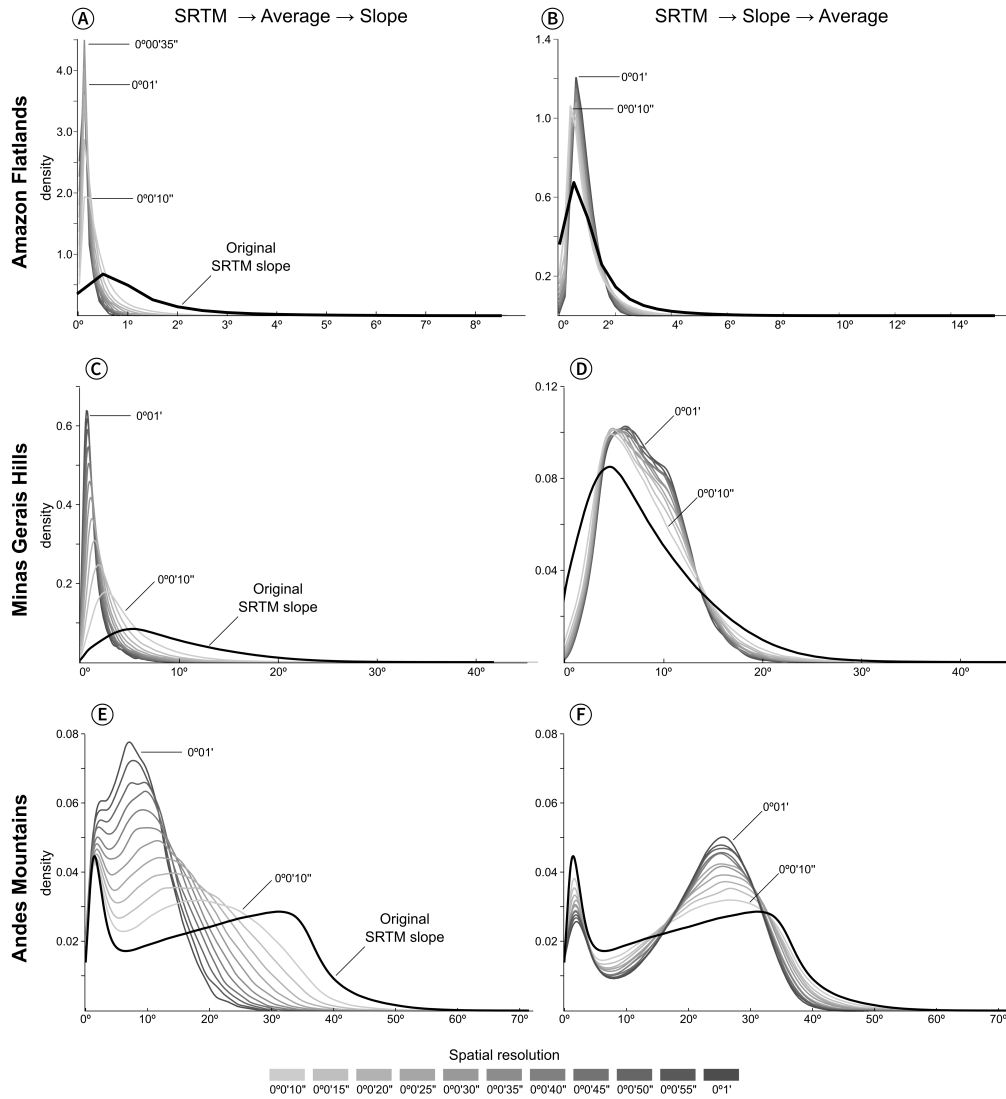 A SRTM → Average → Slope
B SRTM → Slope → Average
Amazon Flatlands
density
4.0
3.0
2.0
1.0
0º00'35"
0º01'
0º0'10"
Original
SRTM slope
0º 1º 2º 3º 4º 5º 6º 7º 8º
1.4
1.0
0.6
0.2
0º01'
0º0'10"
0º 2º 4º 6º 8º 10º 12º 14º
C
Minas Gerais Hills
density
0.6
0.4
0.2
0º01'
0º0'10"
Original
SRTM slope
0º 10º 20º 30º 40º
D
0.12
0.08
0.04
0º01'
0º0'10"
0º 10º 20º 30º 40º
E
Andes Mountains
density
0.08
0.06
0.04
0.02
0º01'
0º0'10"
Original
SRTM slope
0º 10º 20º 30º 40º 50º 60º 70º
F
0.08
0.06
0.04
0.02
0º01'
0º0'10"
0º 10º 20º 30º 40º 50º 60º 70º
Spatial resolution
0º0'10" 0º0'15" 0º0'20" 0º0'25" 0º0'30" 0º0'35" 0º0'40" 0º0'45" 0º0'50" 0º0'55" 0º1'